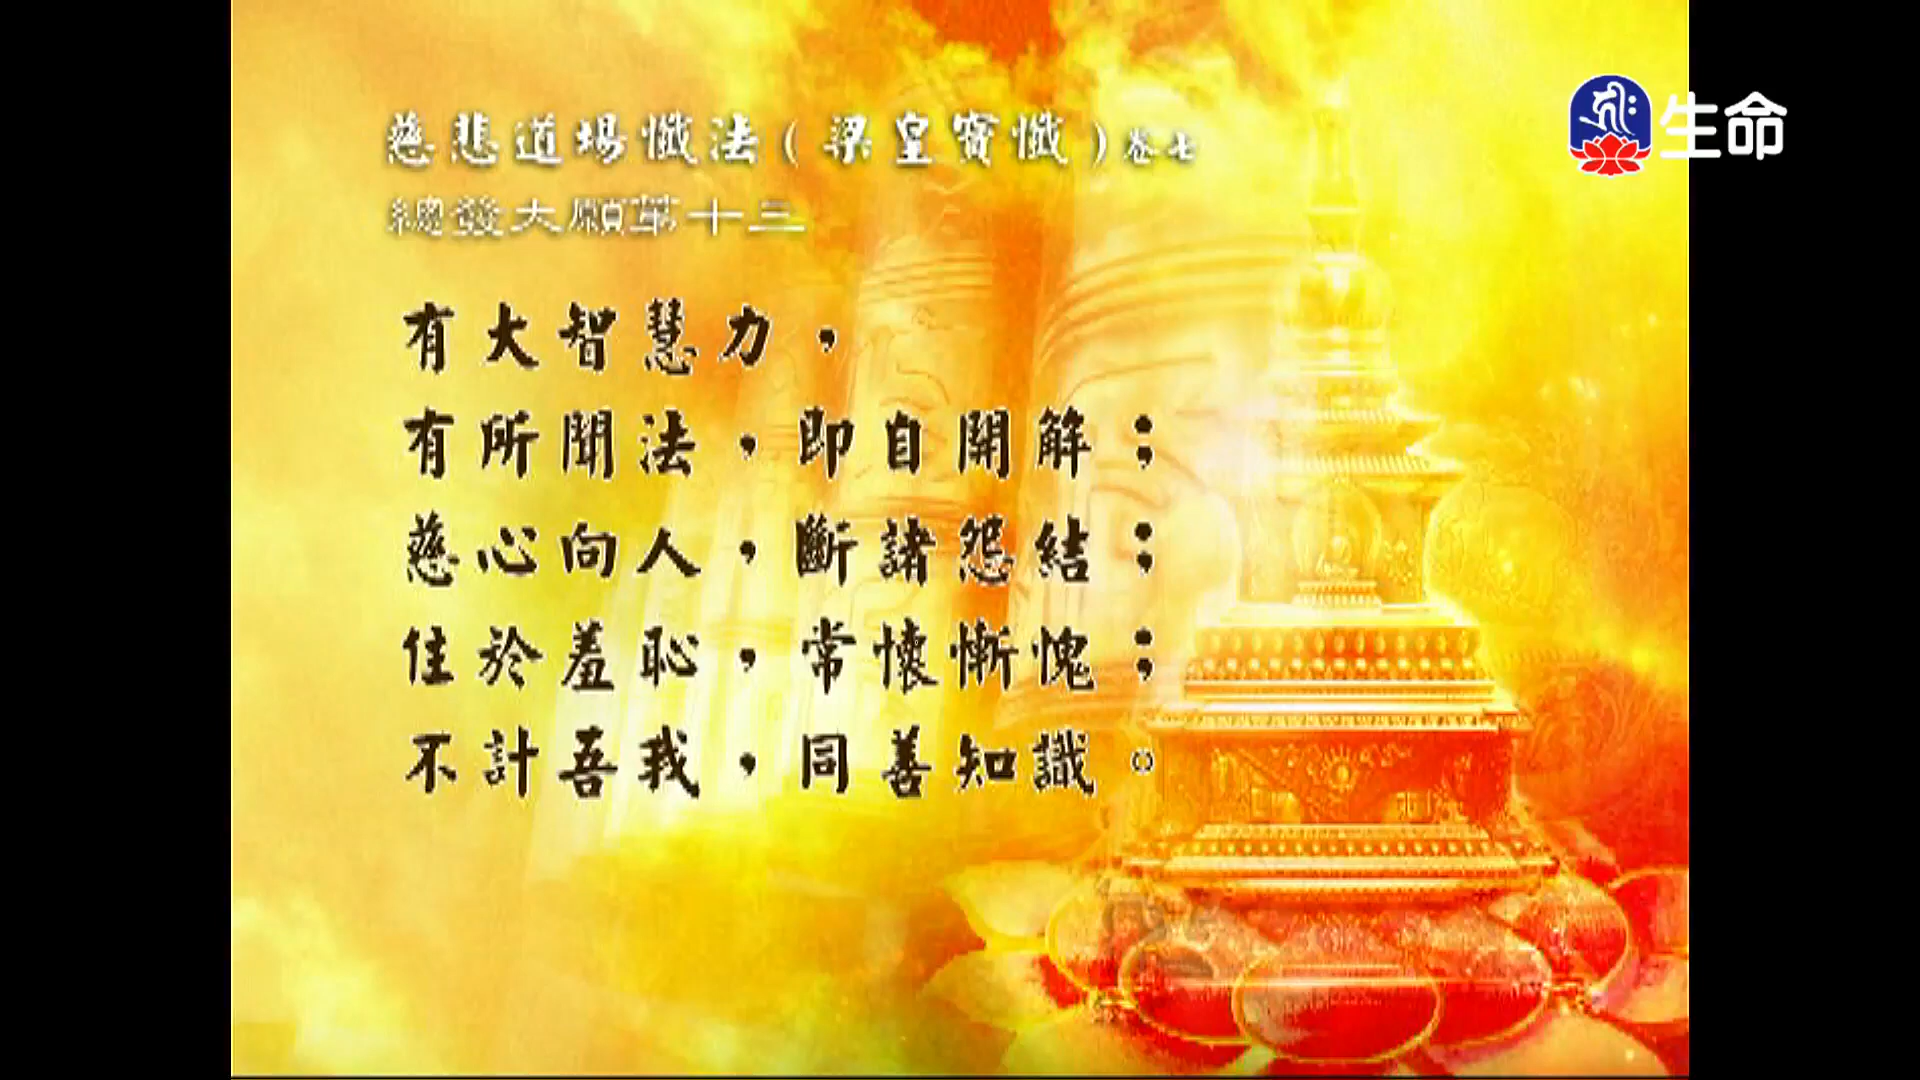 慈悲道場懺法(梁皇寶懺)卷七
總發大願第十三
生命
有大智慧力，
有所聞法，即自開解；
慈心向人，斷諸怨結；
住於羞恥，常懷慚愧；
不計吾我，同善知識。